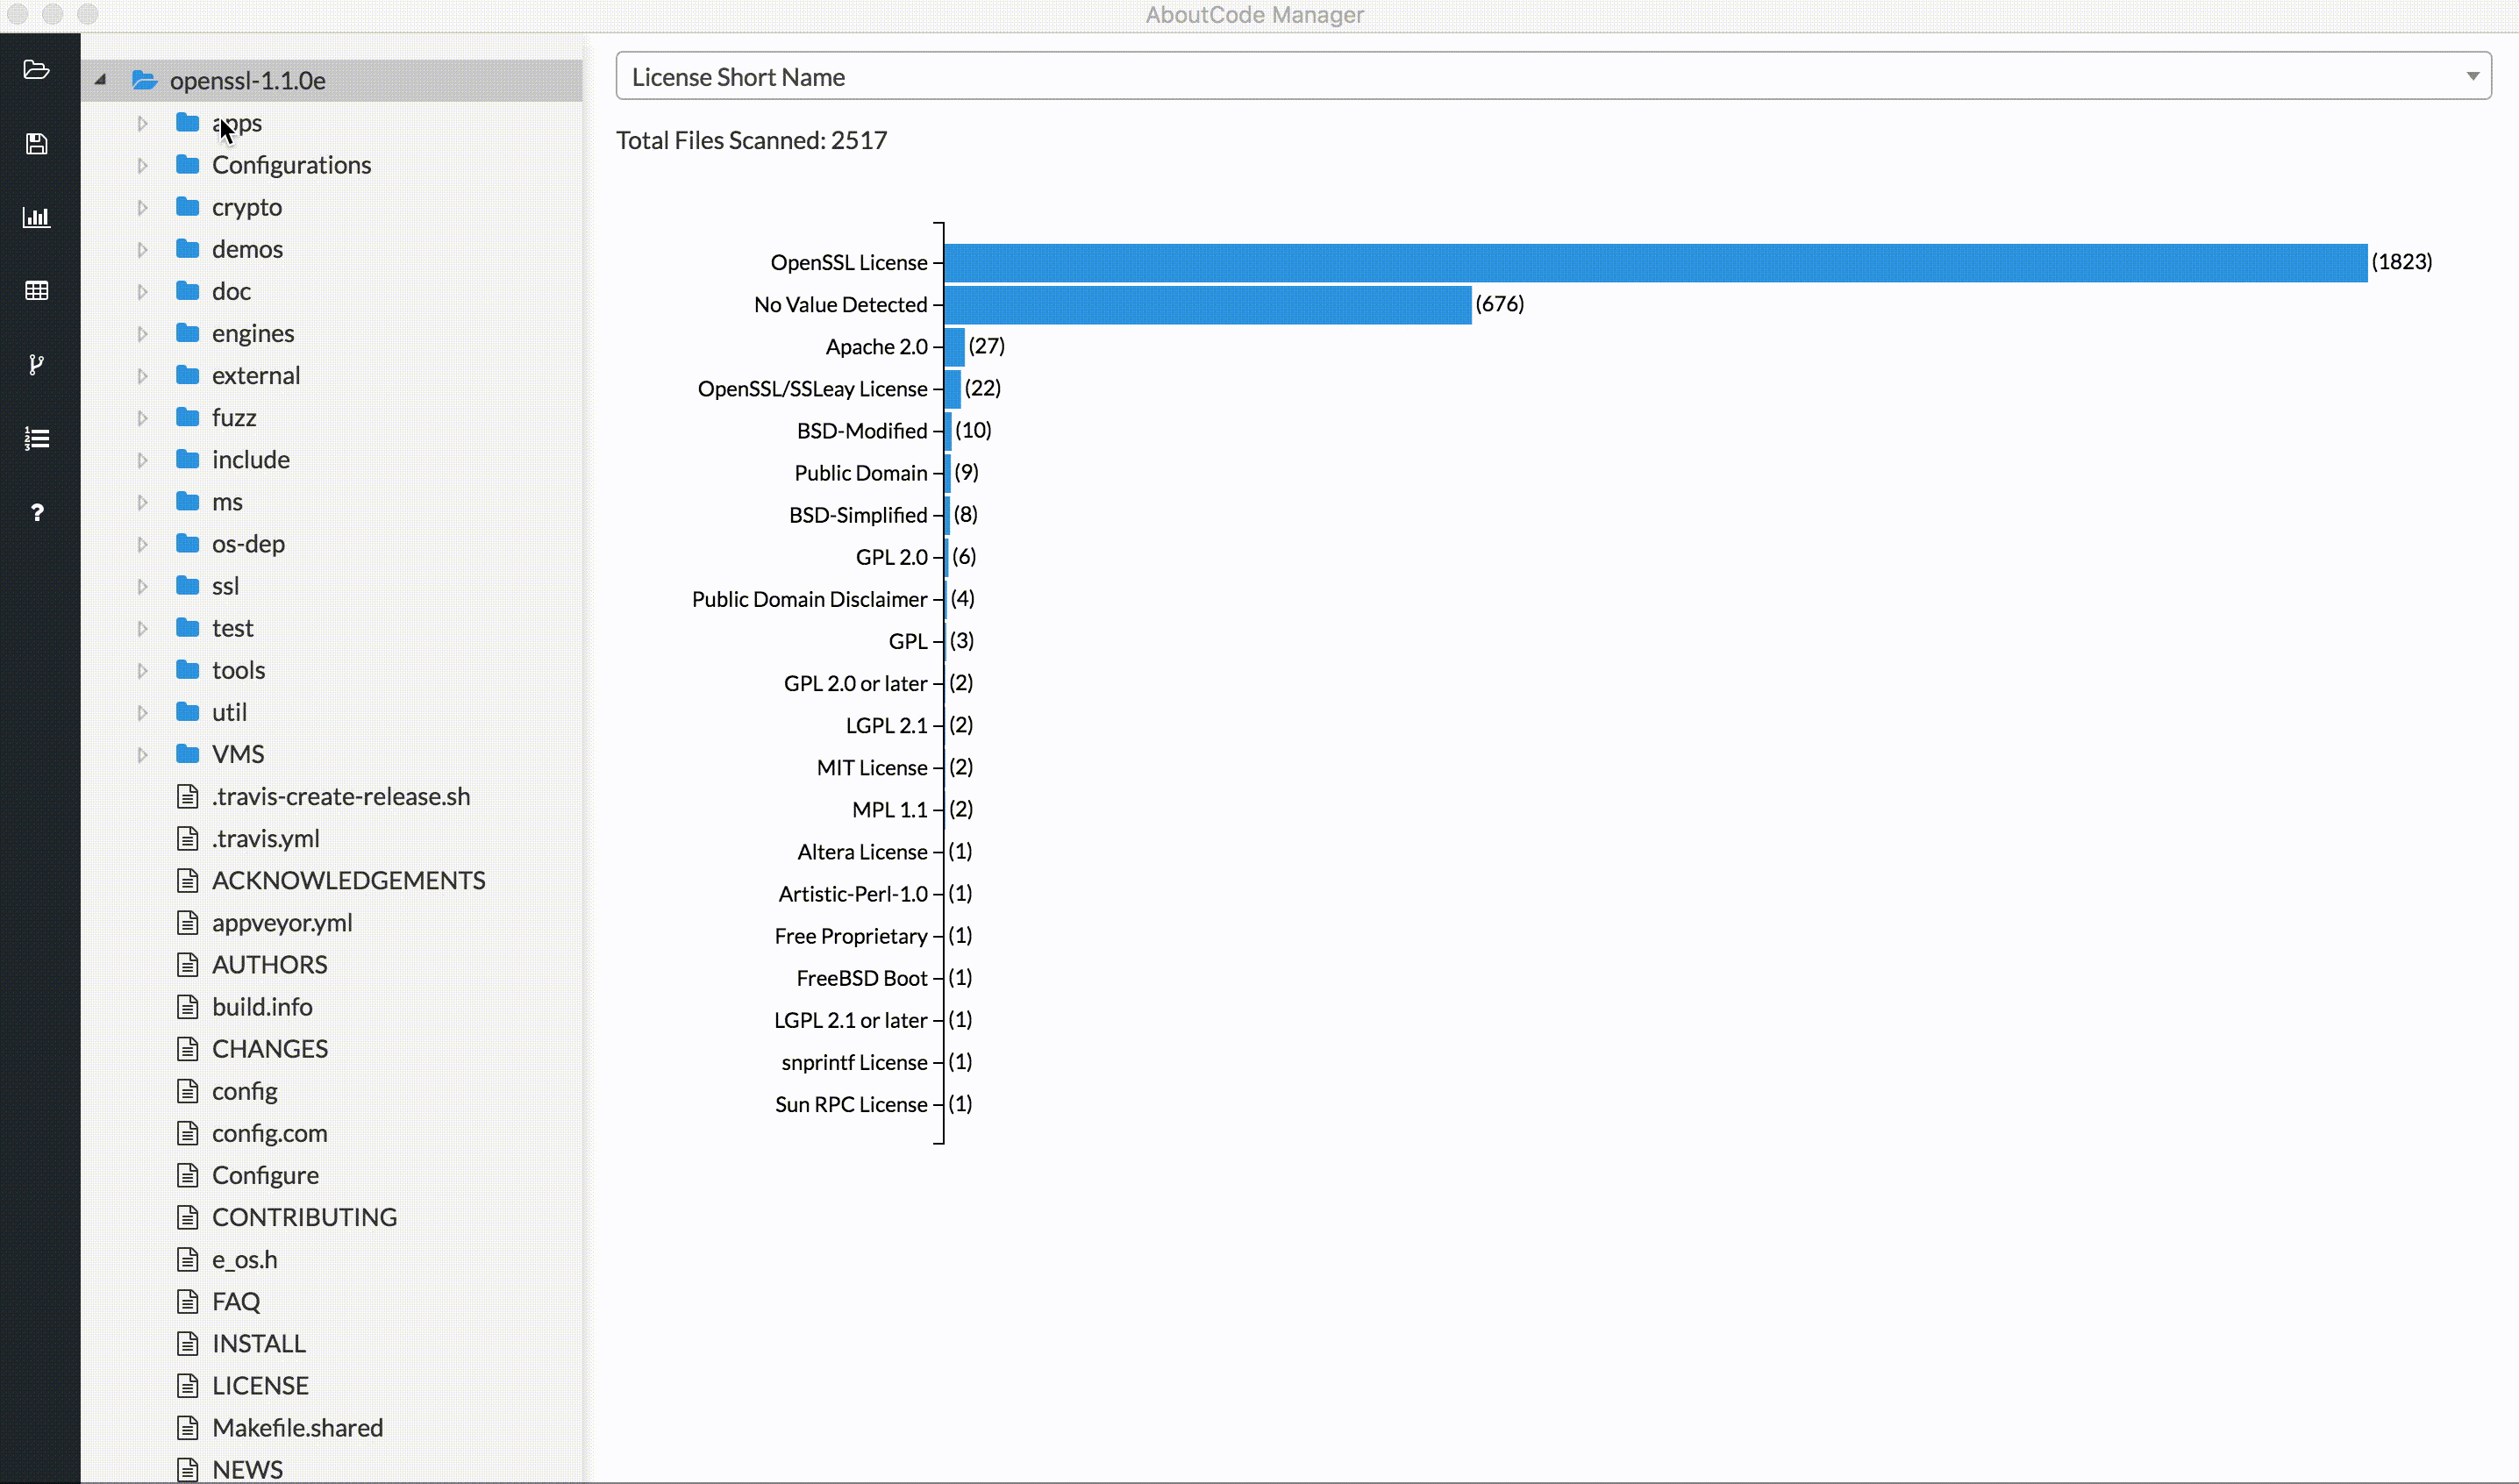 AboutCode Manager
openssl-1.1.0e
apps
Configurations
crypto
demos
doc
engines
external
fuzz
include
ms
os-dep
ssl
test
tools
util
VMS
.travis-create-release.sh
.travis.yml
ACKNOWLEDGEMENTS
appveyor.yml
AUTHORS
build.info
CHANGES
config
config.com
Configure
CONTRIBUTING
e_os.h
FAQ
INSTALL
LICENSE
Makefile.shared
NEWS
License Short Name
Total Files Scanned: 2517
OpenSSL License (1823)
No Value Detected (676)
Apache 2.0 (27)
OpenSSL/SSLeay License (22)
BSD-Modified (10)
Public Domain (9)
BSD-Simplified (8)
GPL 2.0 (6)
Public Domain Disclaimer (4)
GPL (3)
GPL 2.0 or later (2)
LGPL 2.1 (2)
MIT License (2)
MPL 1.1 (2)
Altera License (1)
Artistic-Perl-1.0 (1)
Free Proprietary (1)
FreeBSD Boot (1)
LGPL 2.1 or later (1)
snprintf License (1)
Sun RPC License (1)